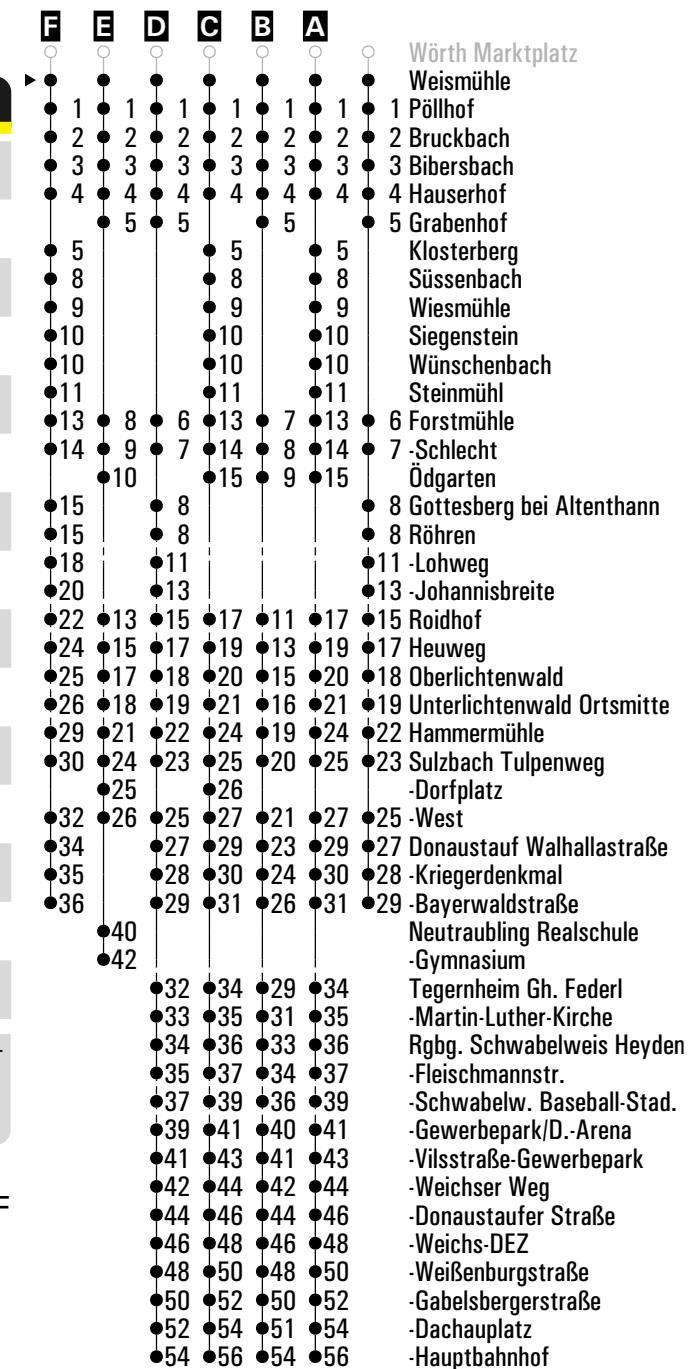 F E D C B A
Wörth Marktplatz
Weismühle
1 1 1 1 1 1 1 Pöllhof
2 2 2 2 2 2 2 Bruckbach
3 3 3 3 3 3 3 Bibersbach
4 4 4 4 4 4 4 Hauserhof
5 5 5 5 Grabenhof
5 5 5 Klosterberg
8 8 8 Süssenbach
9 9 9 Wiesmühle
10 10 10 Siegenstein
10 10 10 Wünschenbach
11 11 11 Steinmühl
13 8 6 13 7 13 6 Forstmühle
14 9 7 14 8 14 7 -Schlecht
10 15 9 15 Ödgarten
15 8 8 Gottesberg bei Altenthann
15 8 8 Röhren
18 11 11 -Lohweg
20 13 13 -Johannisbreite
22 13 15 17 11 17 15 Roidhof
24 15 17 19 13 19 17 Heuweg
25 17 18 20 15 20 18 Oberlichtenwald
26 18 19 21 16 21 19 Unterlichtenwald Ortsmitte
29 21 22 24 19 24 22 Hammermühle
30 24 23 25 20 25 23 Sulzbach Tulpenweg
25 26 -Dorfplatz
32 26 25 27 21 27 25 -West
34 27 29 23 29 27 Donaustauf Walhallastraße
35 28 30 24 30 28 -Kriegerdenkmal
36 29 31 26 31 29 -Bayerwaldstraße
40 Neutraubling Realschule
42 -Gymnasium
32 34 29 34 Tegernheim Gh. Federl
33 35 31 35 -Martin-Luther-Kirche
34 36 33 36 Rgbg. Schwabelweis Heyden
35 37 34 37 -Fleischmannstr.
37 39 36 39 -Schwabelw. Baseball-Stad.
39 41 40 41 -Gewerbepark/D.-Arena
41 43 41 43 -Vilsstraße-Gewerbepark
42 44 42 44 -Weichser Weg
44 46 44 46 -Donaustaufer Straße
46 48 46 48 -Weichs-DEZ
48 50 48 50 -Weißenburgstraße
50 52 50 52 -Gabelsbergerstraße
52 54 51 54 -Dachauplatz
54 56 54 56 -Hauptbahnhof